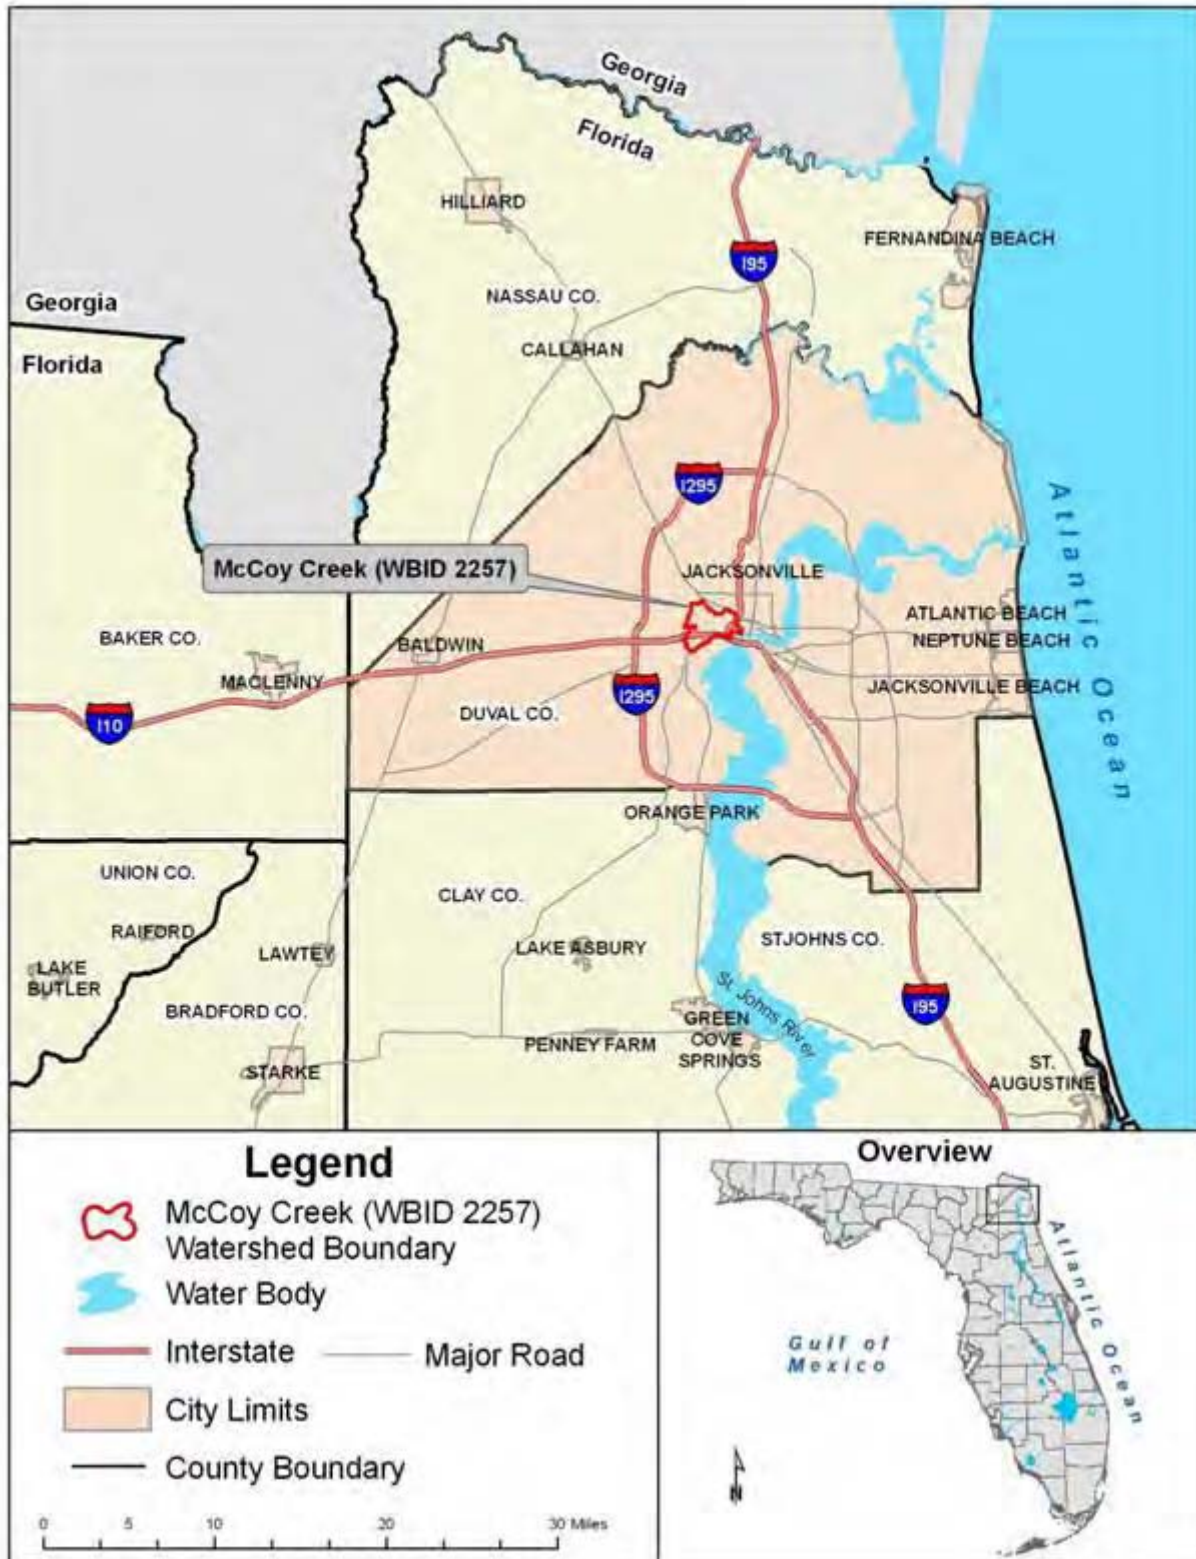 Georgia
Florida
HILLIARD
FERNANDINA BEACH
I95
NASSAU CO.
Georgia
CALLAHAN
Florida
I295
Atlantic Ocean
McCoy Creek (WBID 2257)
JACKSONVILLE
ATLANTIC BEACH
BAKER CO.
BALDWIN
NEPTUNE BEACH
MACLENNY
JACKSONVILLE BEACH
I295
DUVAL CO.
I10
ORANGE PARK
UNION CO.
CLAY CO.
RAIFORD
STJOHNS CO.
LAWTEY
LAKE ASBURY
LAKE
BUTLER
St. Johns River
I95
BRADFORD CO.
GREEN
COVE
SPRINGS
PENNEY FARM
STARKE
ST.
AUGUSTINE
Legend
McCoy Creek (WBID 2257)
Watershed Boundary
Water Body
Interstate
Major Road
City Limits
County Boundary
0 5 10 20 30 Miles
Overview
Atlantic Ocean
Gulf of
Mexico
N